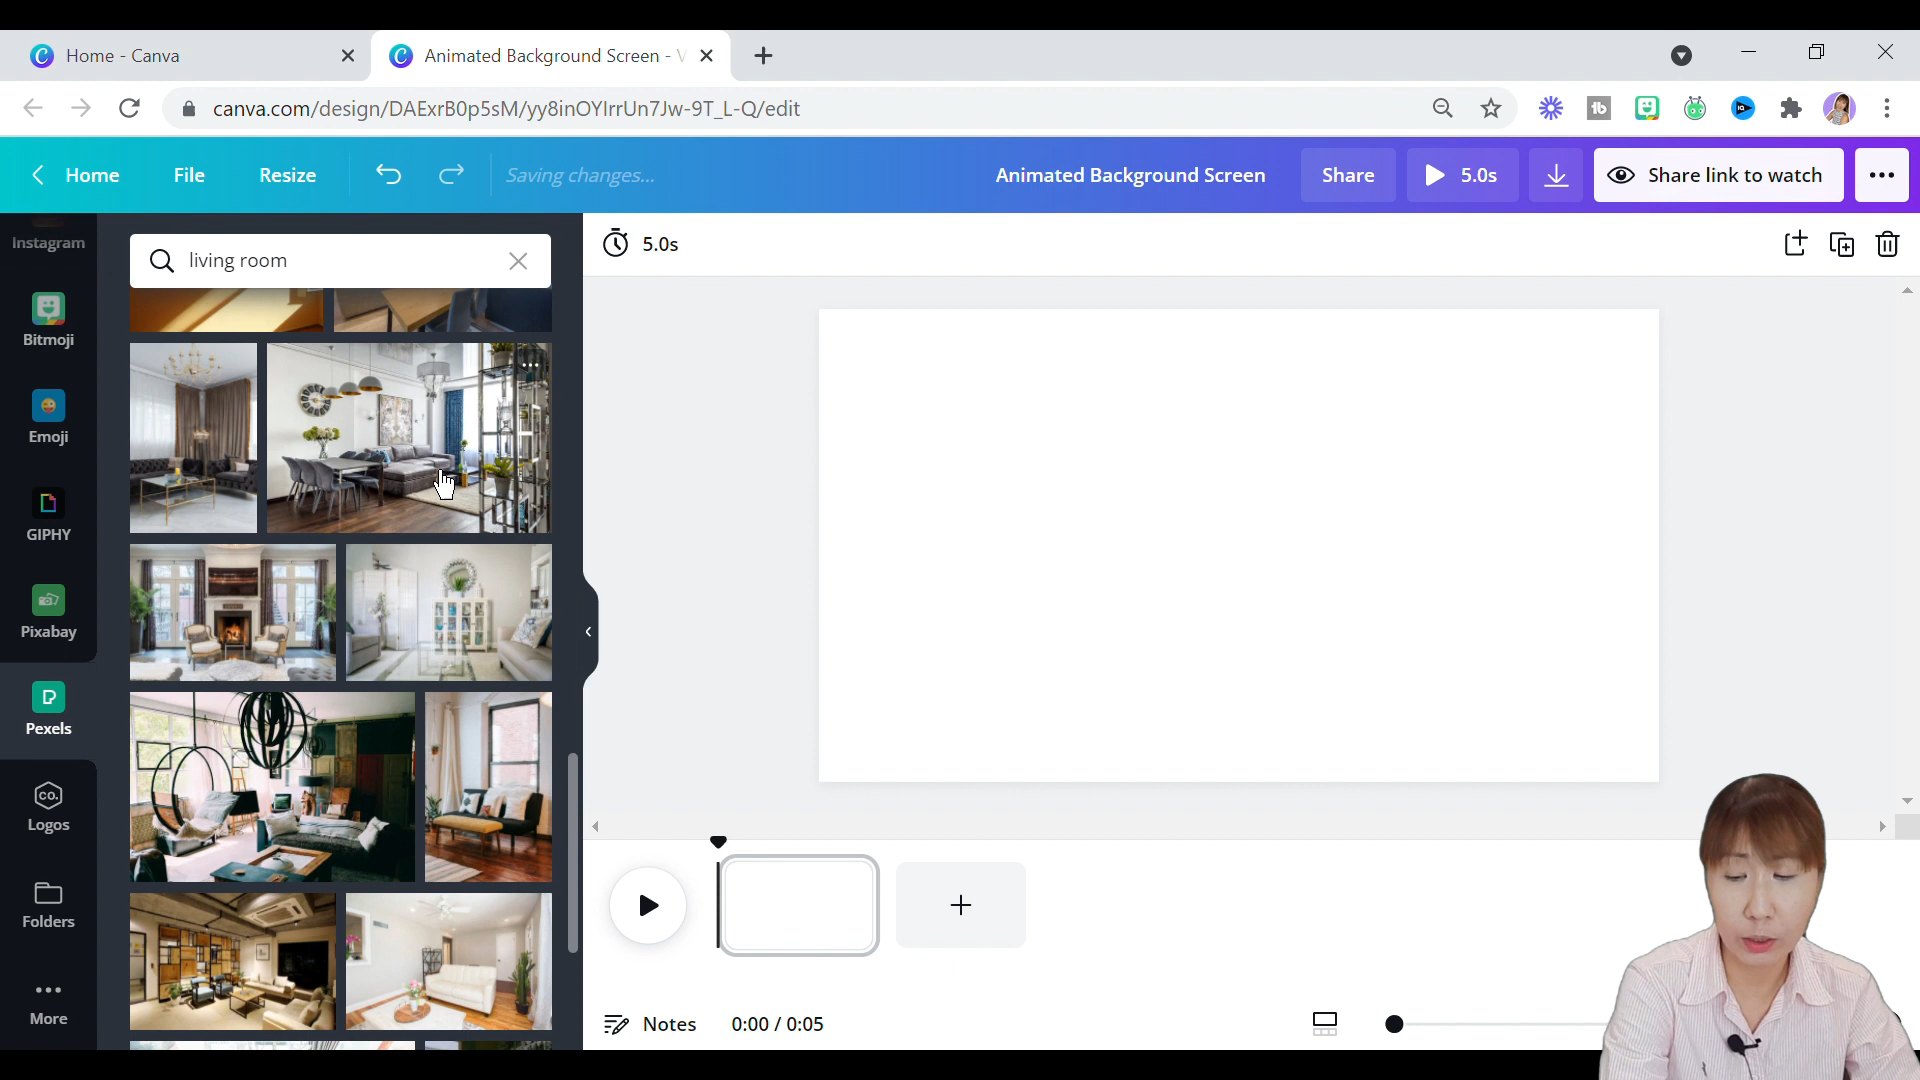 Home - Canva
Animated Background Screen - V
canva.com/design/DAExrB0p5sM/yy8inOYIrrUn7Jw-9T_L-Q/edit
Home
File
Resize
Saving changes...
Animated Background Screen
Share
5.0s
Share link to watch
Instagram
living room
5.0s
Bitmoji
Emoji
GIPHY
Pixabay
Pexels
CO.
Logos
Folders
More
Notes
0:00 / 0:05